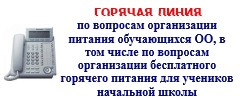 ГОРЯЧАЯ ЛИНИЯ
по вопросам организации
питания обучающихся ОО, в
том числе по вопросам
организации бесплатного
горячего питания для учеников
начальной школы